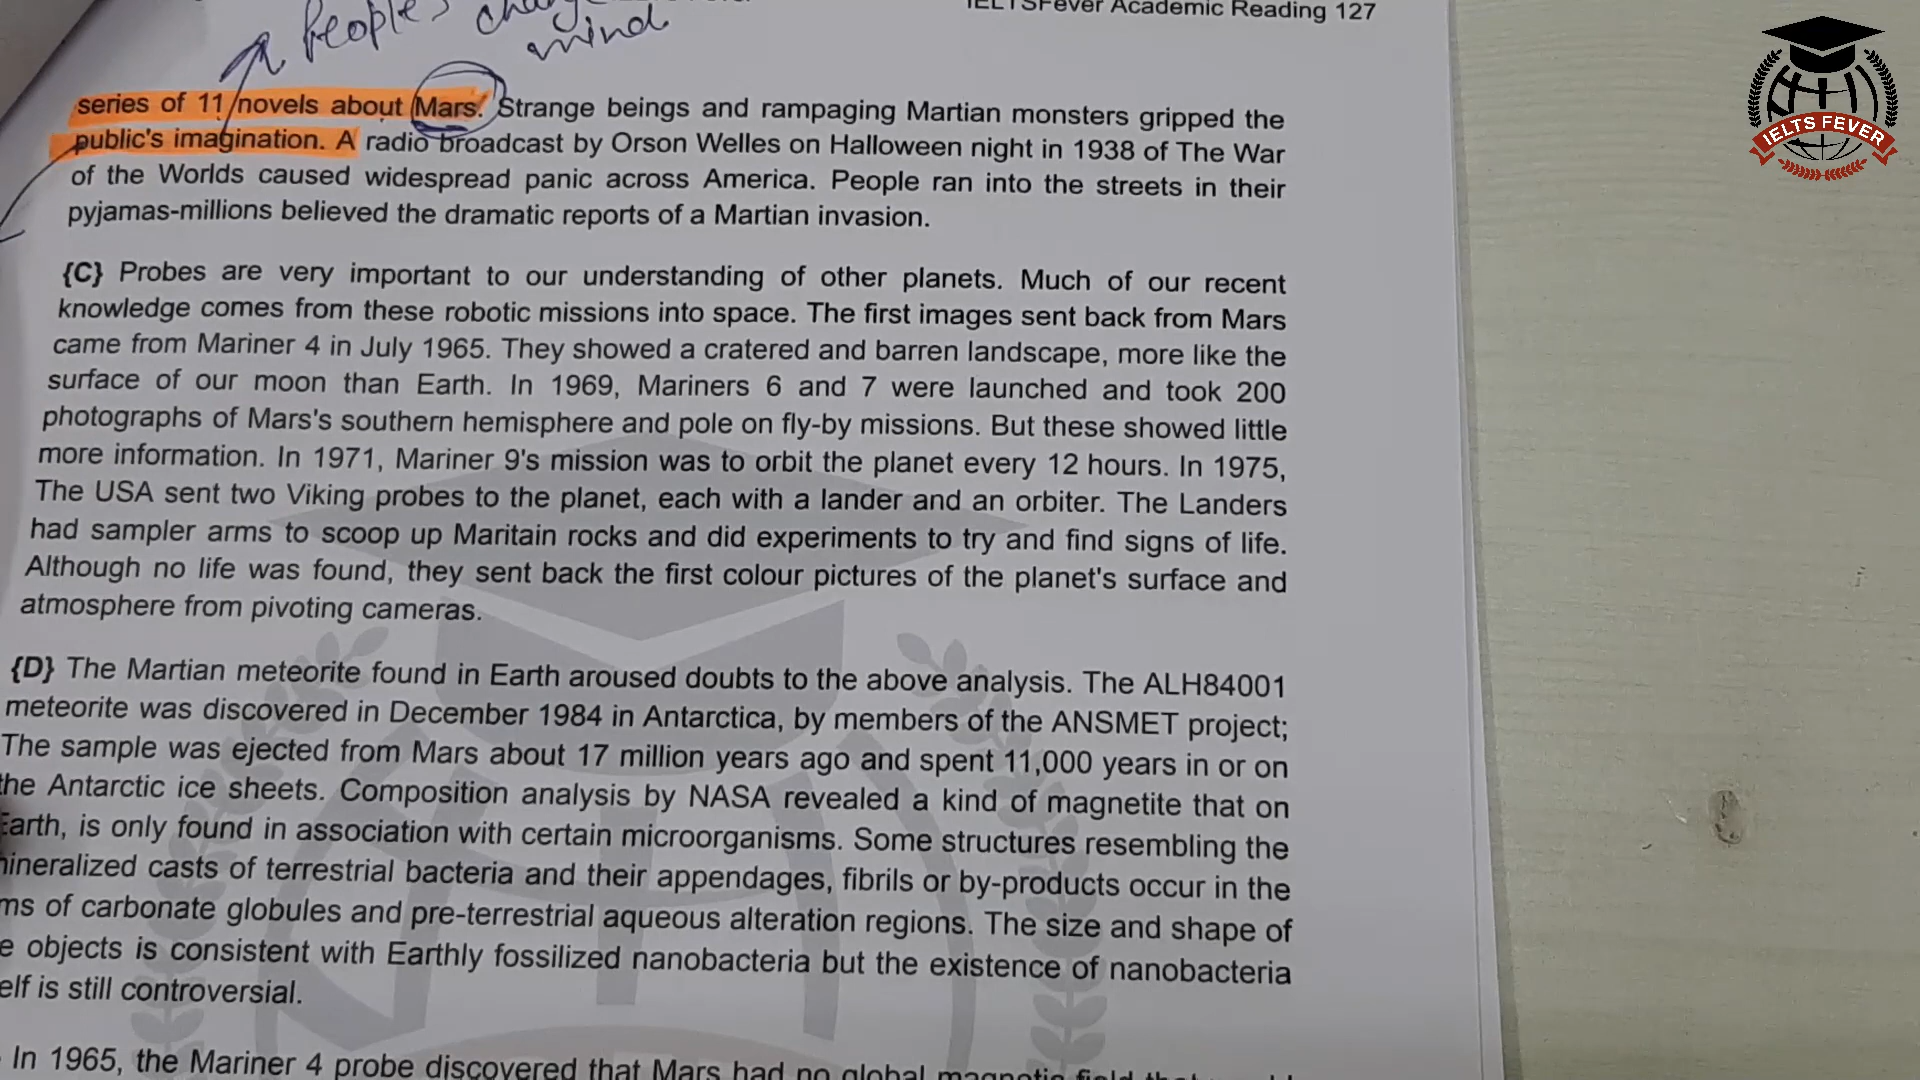 People's
mind
IELTSFever Academic Reading 127
IELTS FEVER
series of 11 novels about Mars. Strange beings and rampaging Martian monsters gripped the
public's imagination. A radio broadcast by Orson Welles on Halloween night in 1938 of The War
of the Worlds caused widespread panic across America. People ran into the streets in their
pyjamas-millions believed the dramatic reports of a Martian invasion.
{C} Probes are very important to our understanding of other planets. Much of our recent
knowledge comes from these robotic missions into space. The first images sent back from Mars
came from Mariner 4 in July 1965. They showed a cratered and barren landscape, more like the
surface of our moon than Earth. In 1969, Mariners 6 and 7 were launched and took 200
photographs of Mars's southern hemisphere and pole on fly-by missions. But these showed little
more information. In 1971, Mariner 9's mission was to orbit the planet every 12 hours. In 1975,
The USA sent two Viking probes to the planet, each with a lander and an orbiter. The Landers
had sampler arms to scoop up Maritain rocks and did experiments to try and find signs of life.
Although no life was found, they sent back the first colour pictures of the planet's surface and
atmosphere from pivoting cameras.
{D} The Martian meteorite found in Earth aroused doubts to the above analysis. The ALH84001
meteorite was discovered in December 1984 in Antarctica, by members of the ANSMET project;
The sample was ejected from Mars about 17 million years ago and spent 11,000 years in or on
the Antarctic ice sheets. Composition analysis by NASA revealed a kind of magnetite that on
Earth, is only found in association with certain microorganisms. Some structures resembling the
mineralized casts of terrestrial bacteria and their appendages, fibrils or by-products occur in the
ms of carbonate globules and pre-terrestrial aqueous alteration regions. The size and shape of
e objects is consistent with Earthly fossilized nanobacteria but the existence of nanobacteria
elf is still controversial.
In 1965, the Mariner 4 probe discovered that Mars had no global magnetic field that